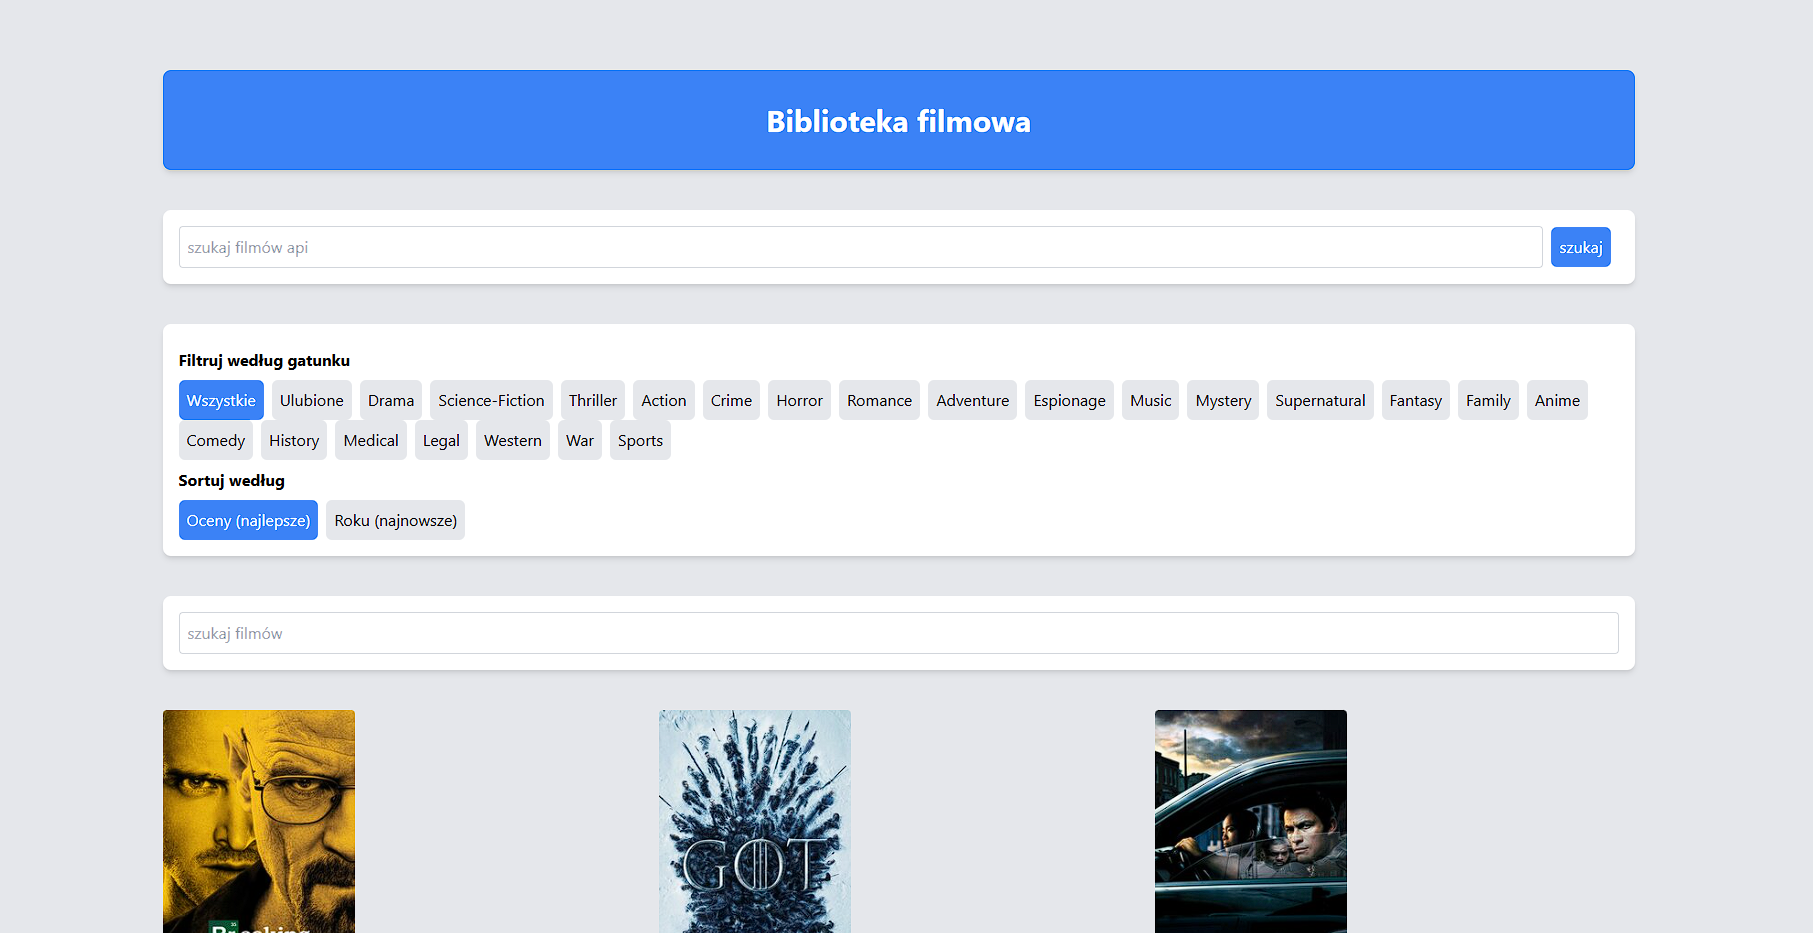 Biblioteka filmowa
szukaj filmów api szukaj
Filtruj według gatunku
Wszystkie Ulubione Drama Science-Fiction Thriller Action Crime Horror Romance Adventure Espionage Music Mystery Supernatural Fantasy Family Anime
Comedy History Medical Legal Western War Sports
Sortuj według
Oceny (najlepsze) Roku (najnowsze)
szukaj filmów
GOT
Br
Breaking